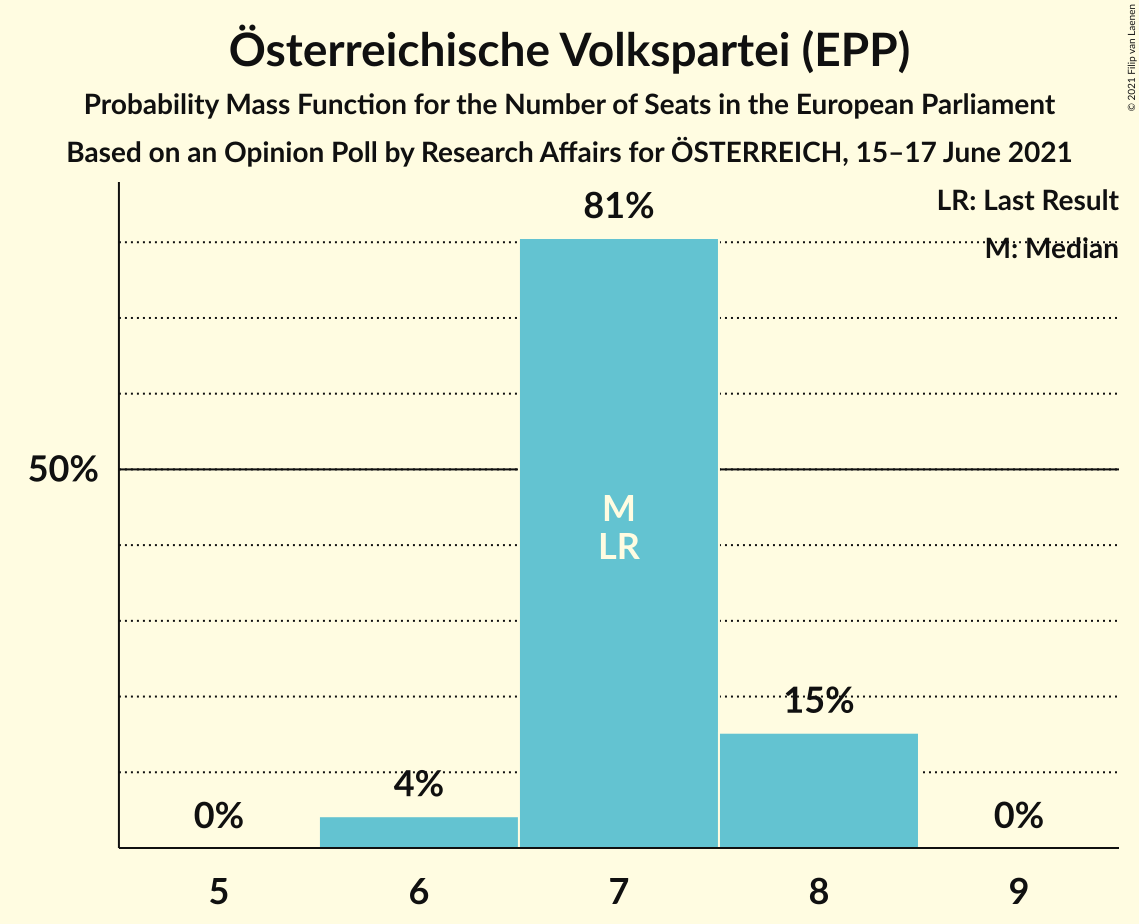 Österreichische Volkspartei (EPP)
Probability Mass Function for the Number of Seats in the European Parliament
Based on an Opinion Poll by Research Affairs for ÖSTERREICH, 15–17 June 2021
© 2021 Filip van Laenen
LR: Last Result
M: Median
81%
50%
M
LR
15%
4%
0%
0%
5
6
7
8
9